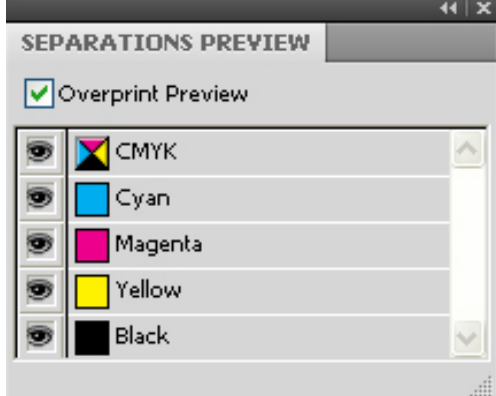 SEPARATIONS PREVIEW
Overprint Preview
CMYK
Cyan
Magenta
Yellow
Black